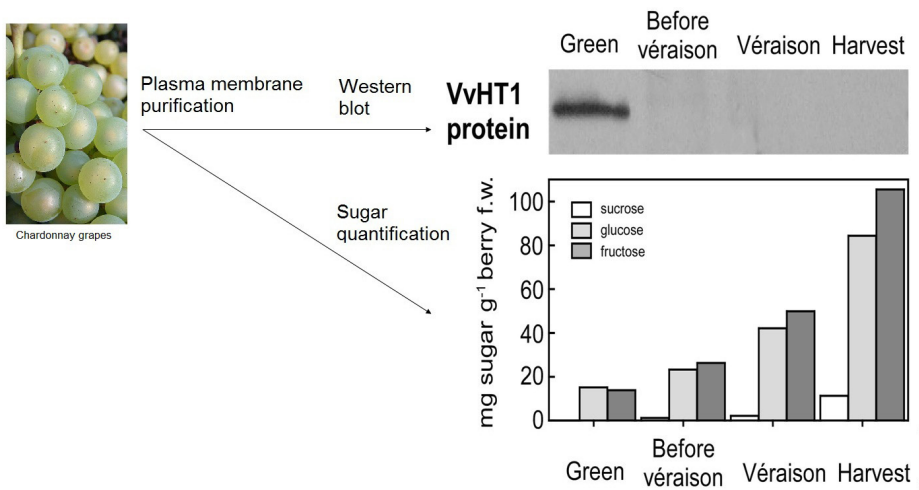 Chardonnay grapes
Plasma membrane
purification
Western
blot
Sugar
quantification
VvHT1
protein
Green
Before
véraison
Véraison
Harvest
mg sugar g⁻¹ berry f.w.
100
80
60
40
20
0
sucrose
glucose
fructose
Green
Before
véraison
Véraison
Harvest